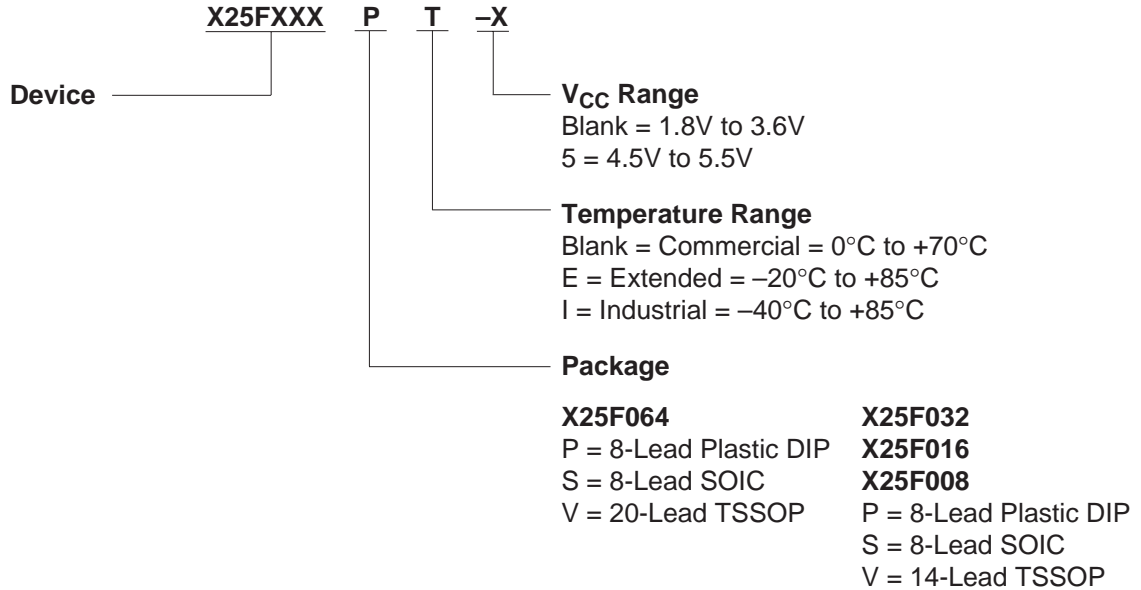 X25FXXX P T –X
Device
VCC Range
Blank = 1.8V to 3.6V
5 = 4.5V to 5.5V
Temperature Range
Blank = Commercial = 0°C to +70°C
E = Extended = –20°C to +85°C
I = Industrial = –40°C to +85°C
Package
X25F064
P = 8-Lead Plastic DIP
S = 8-Lead SOIC
V = 20-Lead TSSOP
X25F032
X25F016
X25F008
P = 8-Lead Plastic DIP
S = 8-Lead SOIC
V = 14-Lead TSSOP